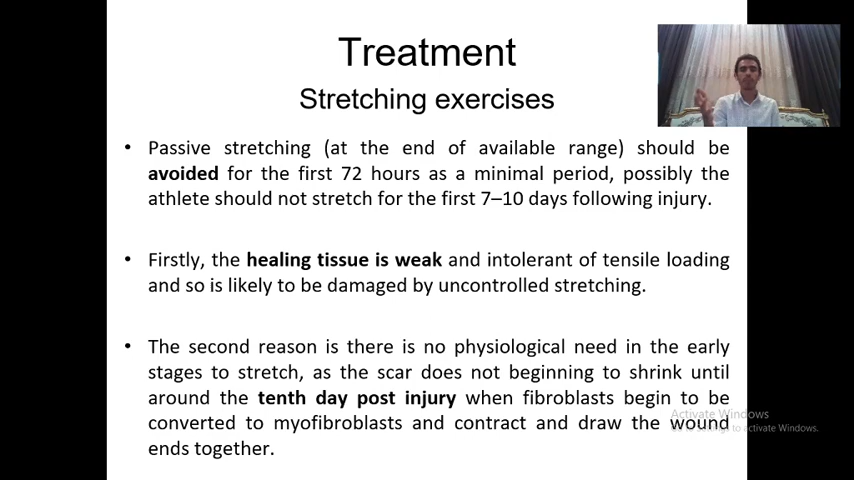 Treatment
Stretching exercises
• Passive stretching (at the end of available range) should be
avoided for the first 72 hours as a minimal period, possibly the
athlete should not stretch for the first 7–10 days following injury.
• Firstly, the healing tissue is weak and intolerant of tensile loading
and so is likely to be damaged by uncontrolled stretching.
• The second reason is there is no physiological need in the early
stages to stretch, as the scar does not beginning to shrink until
around the tenth day post injury when fibroblasts begin to be
converted to myofibroblasts and contract and draw the wound
ends together.
Activate Windows
to activate Windows.